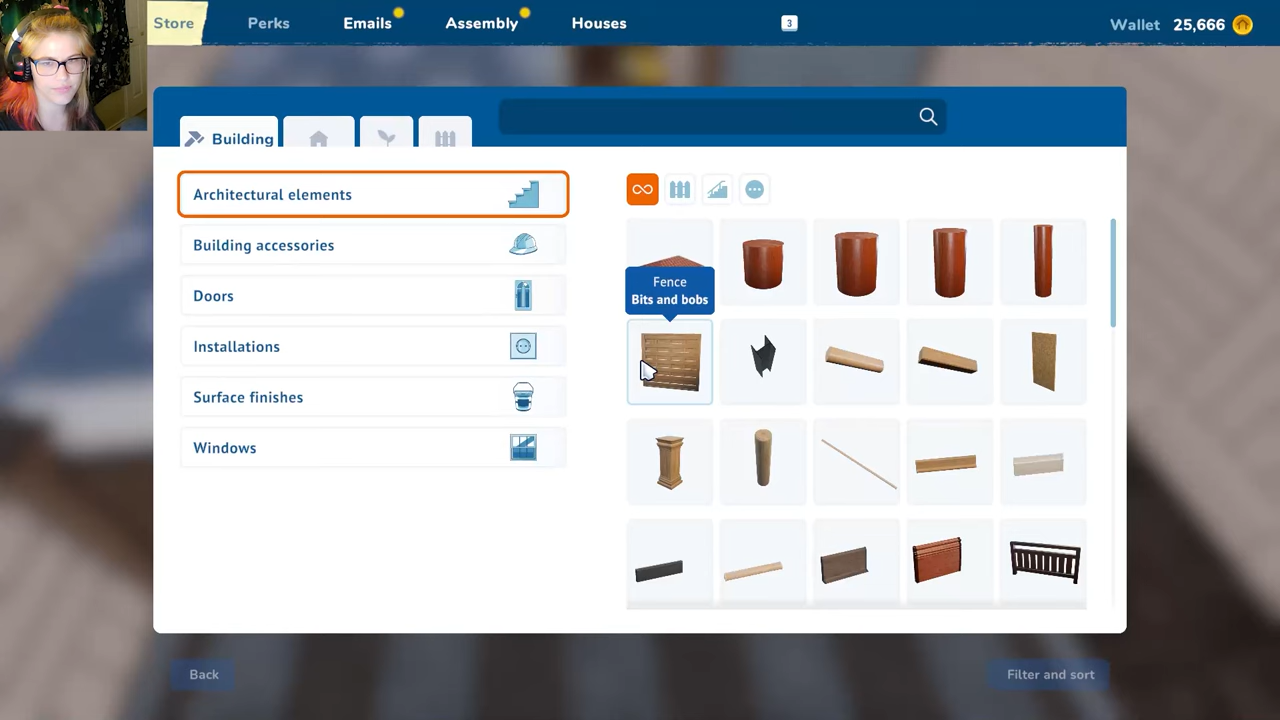 Store
Perks
Emails
Assembly
Houses
3
Wallet 25,666
Building
Architectural elements
Building accessories
Doors
Installations
Surface finishes
Windows
Fence
Bits and bobs
Back
Filter and sort